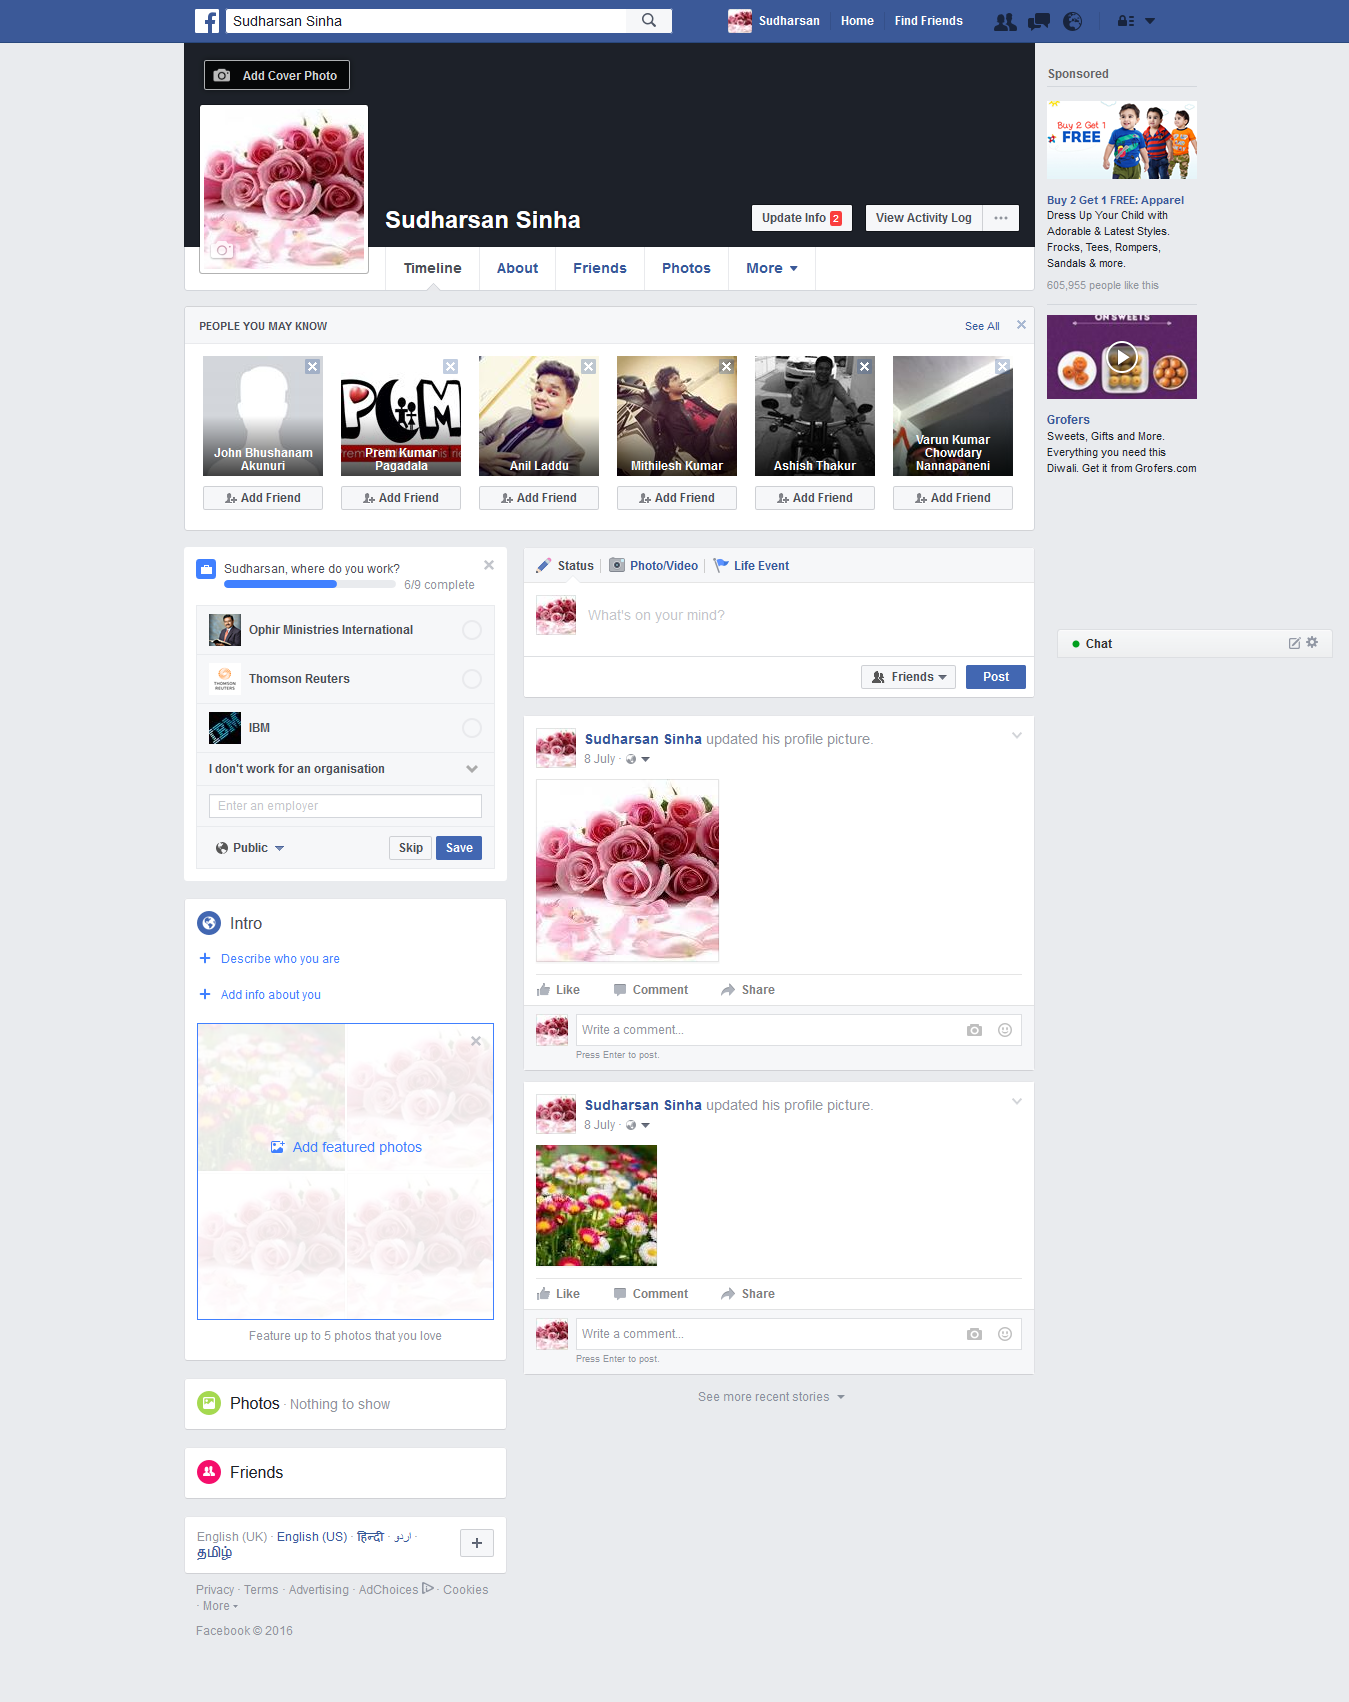 Sudharsan Sinha
Sudharsan
Home
Find Friends
Add Cover Photo
Sudharsan Sinha
Update Info 2
View Activity Log
Timeline
About
Friends
Photos
More
Sponsored
Buy 2 Get 1
FREE
Buy 2 Get 1 FREE: Apparel
Dress Up Your Child with
Adorable & Latest Styles.
Frocks, Tees, Rompers,
Sandals & more.
605,955 people like this
ON SWEETS
Grofers
Sweets, Gifts and More.
Everything you need this
Diwali. Get it from Grofers.com
PEOPLE YOU MAY KNOW
See All
John Bhushanam
Akunuri
Prem Kumar
Pagadala
Anil Laddu
Mithilesh Kumar
Ashish Thakur
Varun Kumar
Chowdary
Nannapaneni
Add Friend
Add Friend
Add Friend
Add Friend
Add Friend
Add Friend
Sudharsan, where do you work?
6/9 complete
Ophir Ministries International
THOMSON
REUTERS
Thomson Reuters
IBM
IBM
I don't work for an organisation
Enter an employer
Public
Skip
Save
Intro
Describe who you are
Add info about you
Add featured photos
Feature up to 5 photos that you love
Photos · Nothing to show
Friends
English (UK) · English (US) · हिन्दी · اردو ·
தமிழ்
Privacy · Terms · Advertising · AdChoices · Cookies
· More
Facebook © 2016
Status
Photo/Video
Life Event
What's on your mind?
Friends
Post
Sudharsan Sinha updated his profile picture.
8 July ·
Like
Comment
Share
Write a comment...
Press Enter to post.
Sudharsan Sinha updated his profile picture.
8 July ·
Like
Comment
Share
Write a comment...
Press Enter to post.
See more recent stories
Chat